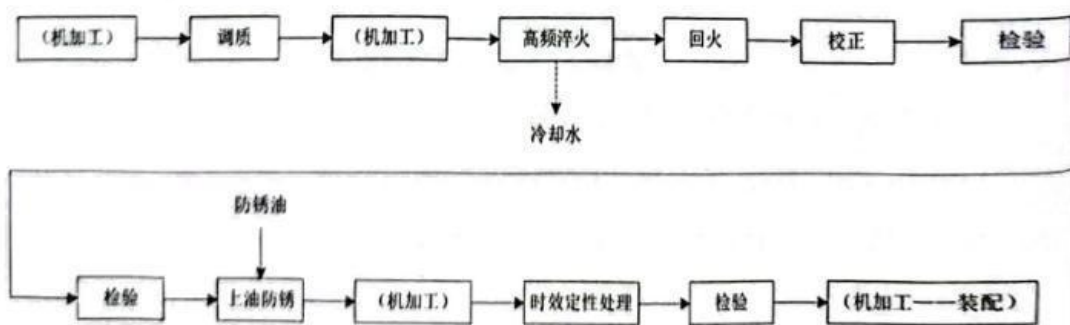 （机加工）
调质
（机加工）
高频淬火
回火
校正
检验
冷却水
防锈油
检验
上油防锈
（机加工）
时效定性处理
检验
（机加工——装配）